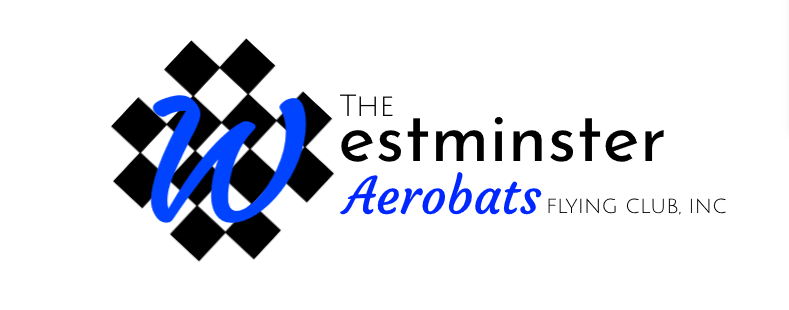 The
Westminster
Aerobats FLYING CLUB, INC